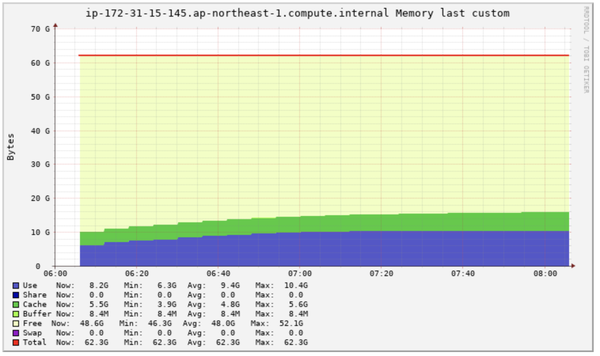 ip-172-31-15-145.ap-northeast-1.compute.internal Memory last custom
RRDTOOL / TOBI OETIKER
70 G
60 G
50 G
40 G
30 G
20 G
10 G
0
Bytes
06:00 06:20 06:40 07:00 07:20 07:40 08:00
Use Now: 8.2G Min: 6.3G Avg: 9.4G Max: 10.4G
Share Now: 0.0 Min: 0.0 Avg: 0.0 Max: 0.0
Cache Now: 5.5G Min: 3.9G Avg: 4.8G Max: 5.6G
Buffer Now: 8.4M Min: 8.4M Avg: 8.4M Max: 8.4M
Free Now: 48.6G Min: 46.3G Avg: 48.0G Max: 52.1G
Swap Now: 0.0 Min: 0.0 Avg: 0.0 Max: 0.0
Total Now: 62.3G Min: 62.3G Avg: 62.3G Max: 62.3G